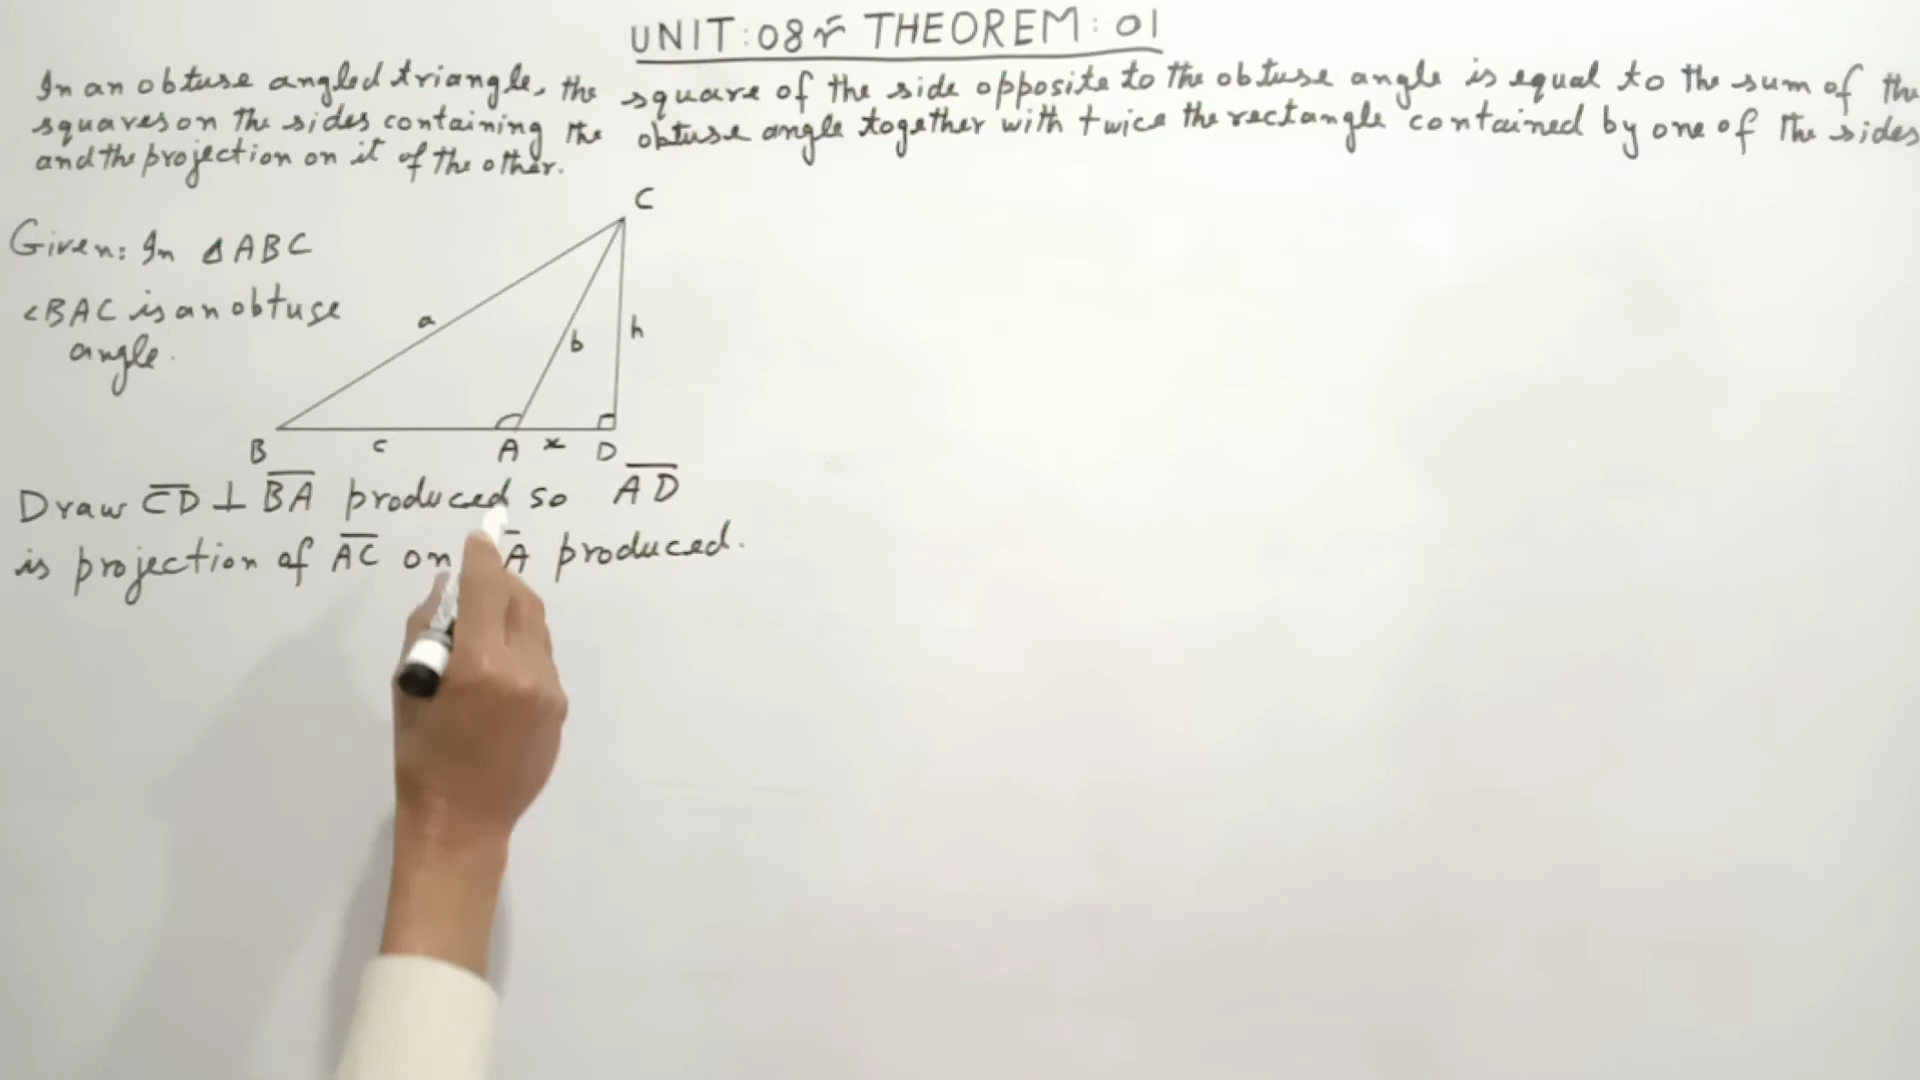 UNIT:08 THEOREM: 01
In an obtuse angled triangle, the square of the side opposite to the obtuse angle is equal to the sum of the
squares on the sides containing the obtuse angle together with twice the rectangle contained by one of the sides
and the projection on it of the other.
C
Given: In ΔABC
<BAC is an obtuse
angle.
a
b
h
B
c
A
x
D
Draw CD ⊥ BA produced so AD
is projection of AC on A produced.